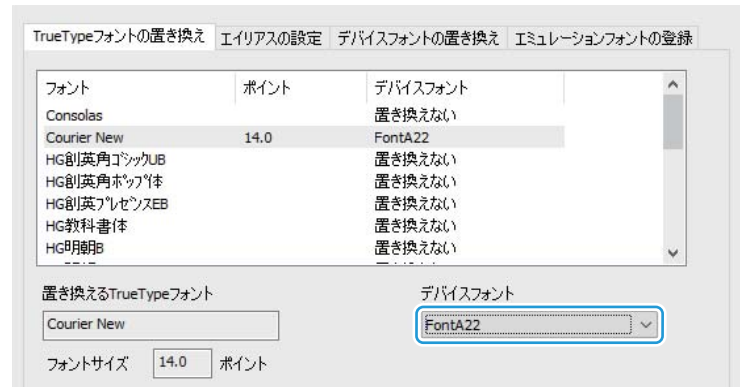 TrueTypeフォントの置き換え エイリアスの設定 デバイスフォントの置き換え エミュレーションフォントの登録
フォント ポイント デバイスフォント
Consolas 置き換えない
Courier New 14.0 FontA22
HG創英角ゴシックUB 置き換えない
HG創英角ポップ体 置き換えない
HG創英プレゼンスEB 置き換えない
HG教科書体 置き換えない
HG明朝B 置き換えない
置き換えるTrueTypeフォント デバイスフォント
Courier New FontA22
フォントサイズ 14.0 ポイント